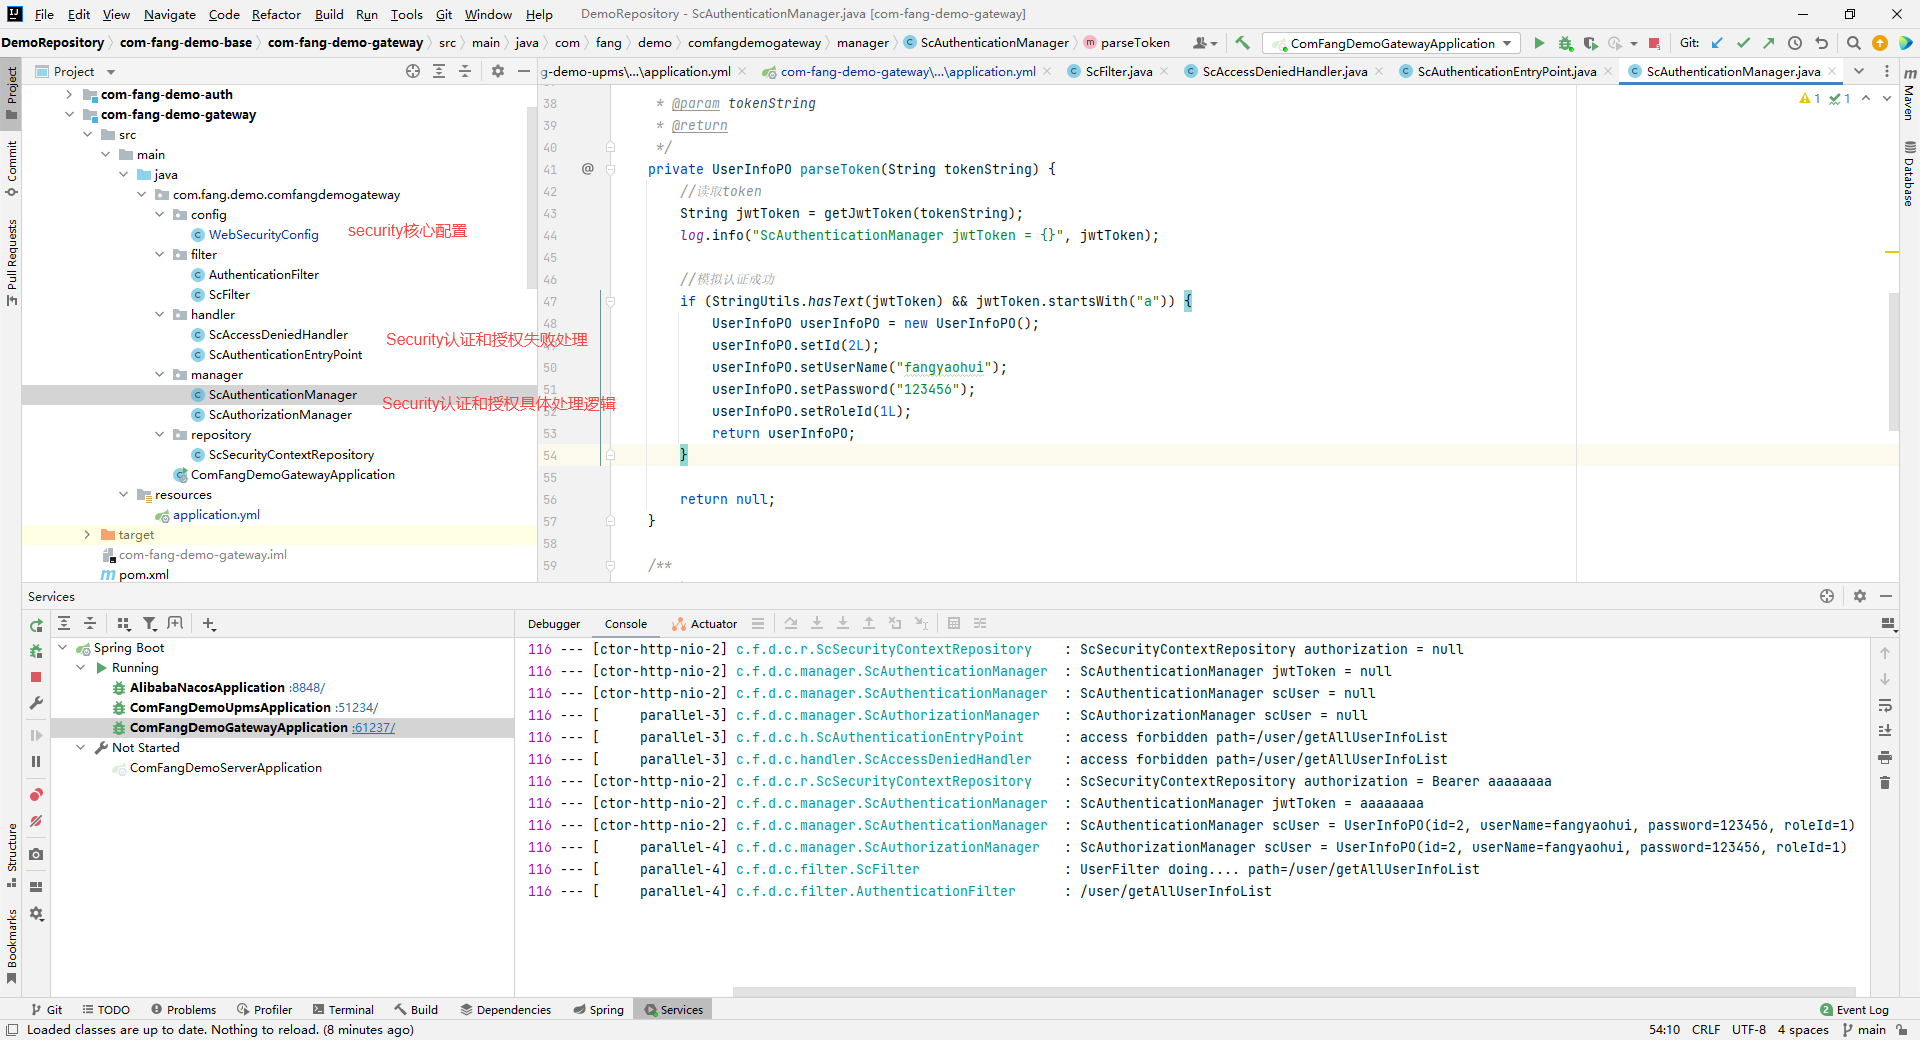 File Edit View Navigate Code Refactor Build Run Tools Git Window Help DemoRepository - ScAuthenticationManager.java [com-fang-demo-gateway]
DemoRepository com-fang-demo-base com-fang-demo-gateway src main java com fang demo comfangdemogateway manager ScAuthenticationManager parseToken ComFangDemoGatewayApplication Git:
Project
g-demo-upms\...\application.yml com-fang-demo-gateway\...\application.yml ScFilter.java ScAccessDeniedHandler.java ScAuthenticationEntryPoint.java ScAuthenticationManager.java
Project
Commit
Pull Requests
Structure
Bookmarks
Maven
Database
com-fang-demo-auth
com-fang-demo-gateway
src
main
java
com.fang.demo.comfangdemogateway
config
WebSecurityConfig security核心配置
filter
AuthenticationFilter
ScFilter
handler
ScAccessDeniedHandler
Security认证和授权失败处理
ScAuthenticationEntryPoint
manager
ScAuthenticationManager
Security认证和授权具体处理逻辑
ScAuthorizationManager
repository
ScSecurityContextRepository
ComFangDemoGatewayApplication
resources
application.yml
target
com-fang-demo-gateway.iml
pom.xml
1 1
38 * @param tokenString
39 * @return
40 */
41 @ private UserInfoPO parseToken(String tokenString) {
42 //读取token
43 String jwtToken = getJwtToken(tokenString);
44 log.info("ScAuthenticationManager jwtToken = {}", jwtToken);
45
46 //模拟认证成功
47 if (StringUtils.hasText(jwtToken) && jwtToken.startsWith("a")) {
48 UserInfoPO userInfoPO = new UserInfoPO();
userInfoPO.setId(2L);
50 userInfoPO.setUserName("fangyaohui");
51 userInfoPO.setPassword("123456");
52 userInfoPO.setRoleId(1L);
53 return userInfoPO;
54 }
55
56 return null;
57 }
58
59 /**
Services
Spring Boot
Running
AlibabaNacosApplication :8848/
ComFangDemoUpmsApplication :51234/
ComFangDemoGatewayApplication :61237/
Not Started
ComFangDemoServerApplication
Debugger Console Actuator
116 --- [ctor-http-nio-2] c.f.d.c.r.ScSecurityContextRepository : ScSecurityContextRepository authorization = null
116 --- [ctor-http-nio-2] c.f.d.c.manager.ScAuthenticationManager : ScAuthenticationManager jwtToken = null
116 --- [ctor-http-nio-2] c.f.d.c.manager.ScAuthenticationManager : ScAuthenticationManager scUser = null
116 --- [ parallel-3] c.f.d.c.manager.ScAuthorizationManager : ScAuthorizationManager scUser = null
116 --- [ parallel-3] c.f.d.c.h.ScAuthenticationEntryPoint : access forbidden path=/user/getAllUserInfoList
116 --- [ parallel-3] c.f.d.c.handler.ScAccessDeniedHandler : access forbidden path=/user/getAllUserInfoList
116 --- [ctor-http-nio-2] c.f.d.c.r.ScSecurityContextRepository : ScSecurityContextRepository authorization = Bearer aaaaaaaa
116 --- [ctor-http-nio-2] c.f.d.c.manager.ScAuthenticationManager : ScAuthenticationManager jwtToken = aaaaaaaa
116 --- [ctor-http-nio-2] c.f.d.c.manager.ScAuthenticationManager : ScAuthenticationManager scUser = UserInfoPO(id=2, userName=fangyaohui, password=123456, roleId=1)
116 --- [ parallel-4] c.f.d.c.manager.ScAuthorizationManager : ScAuthorizationManager scUser = UserInfoPO(id=2, userName=fangyaohui, password=123456, roleId=1)
116 --- [ parallel-4] c.f.d.c.filter.ScFilter : UserFilter doing.... path=/user/getAllUserInfoList
116 --- [ parallel-4] c.f.d.c.filter.AuthenticationFilter : /user/getAllUserInfoList
Git TODO Problems Profiler Terminal Build Dependencies Spring Services 2 Event Log
Loaded classes are up to date. Nothing to reload. (8 minutes ago) 54:10 CRLF UTF-8 4 spaces main